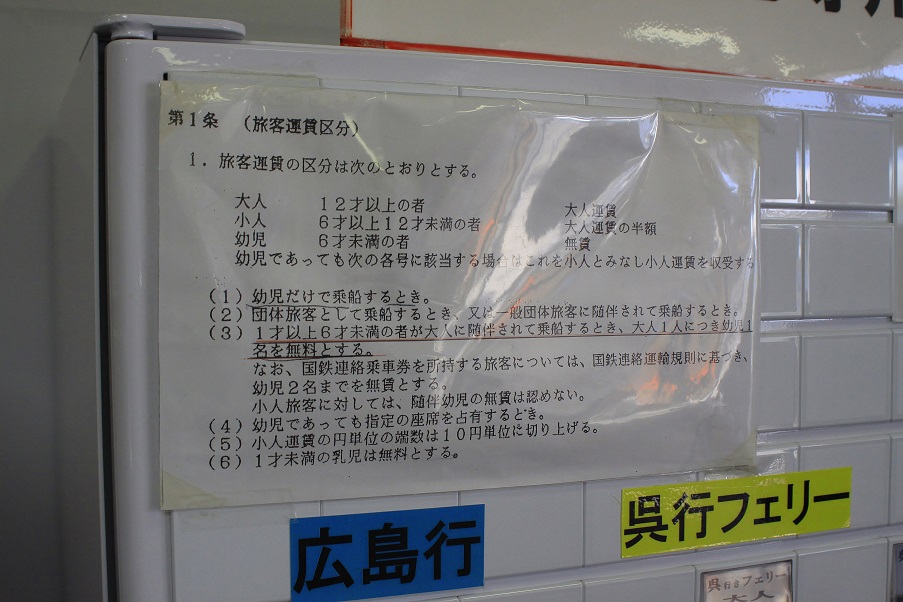 第1条 (旅客運賃区分)
1．旅客運賃の区分は次のとおりとする。
大人 12才以上の者 大人運賃
小人 6才以上12才未満の者 大人運賃の半額
幼児 6才未満の者 無賃
幼児であっても次の各号に該当する場合はこれを小人とみなし小人運賃を収受する
(1) 幼児だけで乗船するとき。
(2) 団体旅客として乗船するとき、又は一般団体旅客に随伴されて乗船するとき。
(3) 1才以上6才未満の者が大人に随伴されて乗船するとき、大人1人につき幼児1
名を無料とする。
なお、国鉄連絡乗車券を所持する旅客については、国鉄連絡運輸規則に基づき、
幼児2名までを無賃とする。
小人旅客に対しては、随伴幼児の無賃は認めない。
(4) 幼児であっても指定の座席を占有するとき。
(5) 小人運賃の円単位の端数は10円単位に切り上げる。
(6) 1才未満の乳児は無料とする。
広島行
呉行フェリー
呉行きフェリー
大人